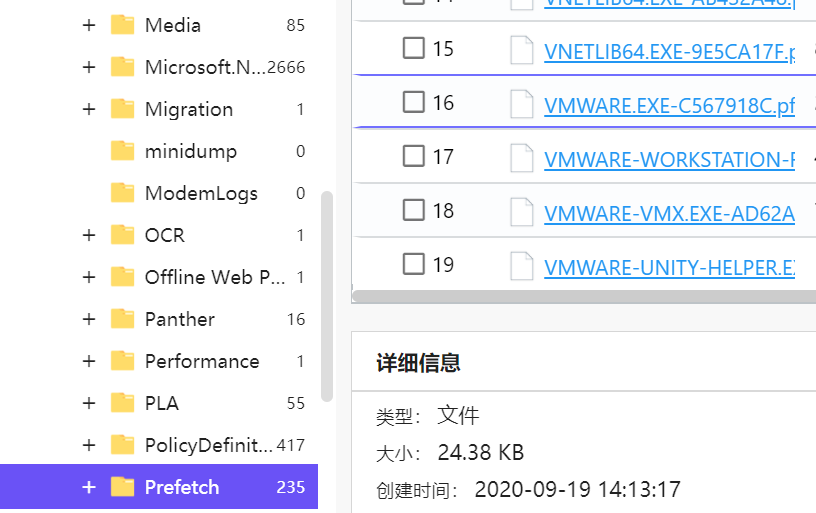 Media 85
Microsoft.N...2666
Migration 1
minidump 0
ModemLogs 0
OCR 1
Offline Web P... 1
Panther 16
Performance 1
PLA 55
PolicyDefinit... 417
Prefetch 235
15 VNETLIB64.EXE-9E5CA17F.p
16 VMWARE.EXE-C567918C.pf
17 VMWARE-WORKSTATION-
18 VMWARE-VMX.EXE-AD62A
19 VMWARE-UNITY-HELPER.EX
详细信息
类型： 文件
大小： 24.38 KB
创建时间： 2020-09-19 14:13:17